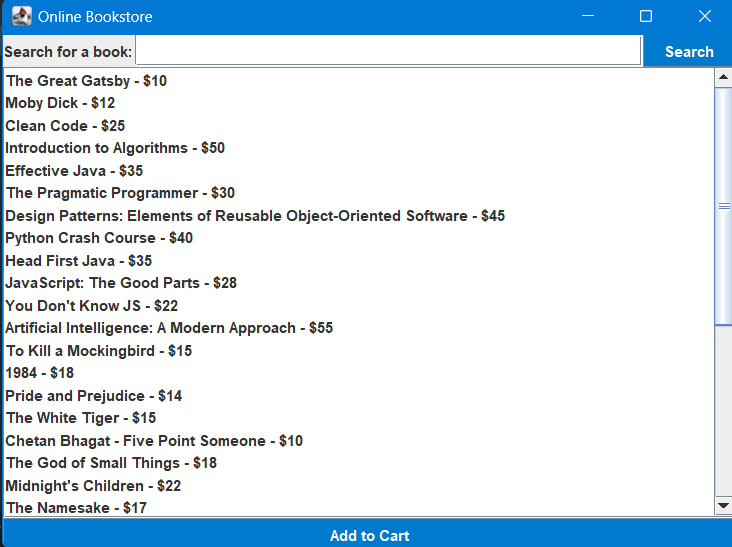 Online Bookstore
Search for a book: Search
The Great Gatsby - $10
Moby Dick - $12
Clean Code - $25
Introduction to Algorithms - $50
Effective Java - $35
The Pragmatic Programmer - $30
Design Patterns: Elements of Reusable Object-Oriented Software - $45
Python Crash Course - $40
Head First Java - $35
JavaScript: The Good Parts - $28
You Don't Know JS - $22
Artificial Intelligence: A Modern Approach - $55
To Kill a Mockingbird - $15
1984 - $18
Pride and Prejudice - $14
The White Tiger - $15
Chetan Bhagat - Five Point Someone - $10
The God of Small Things - $18
Midnight's Children - $22
The Namesake - $17
Add to Cart